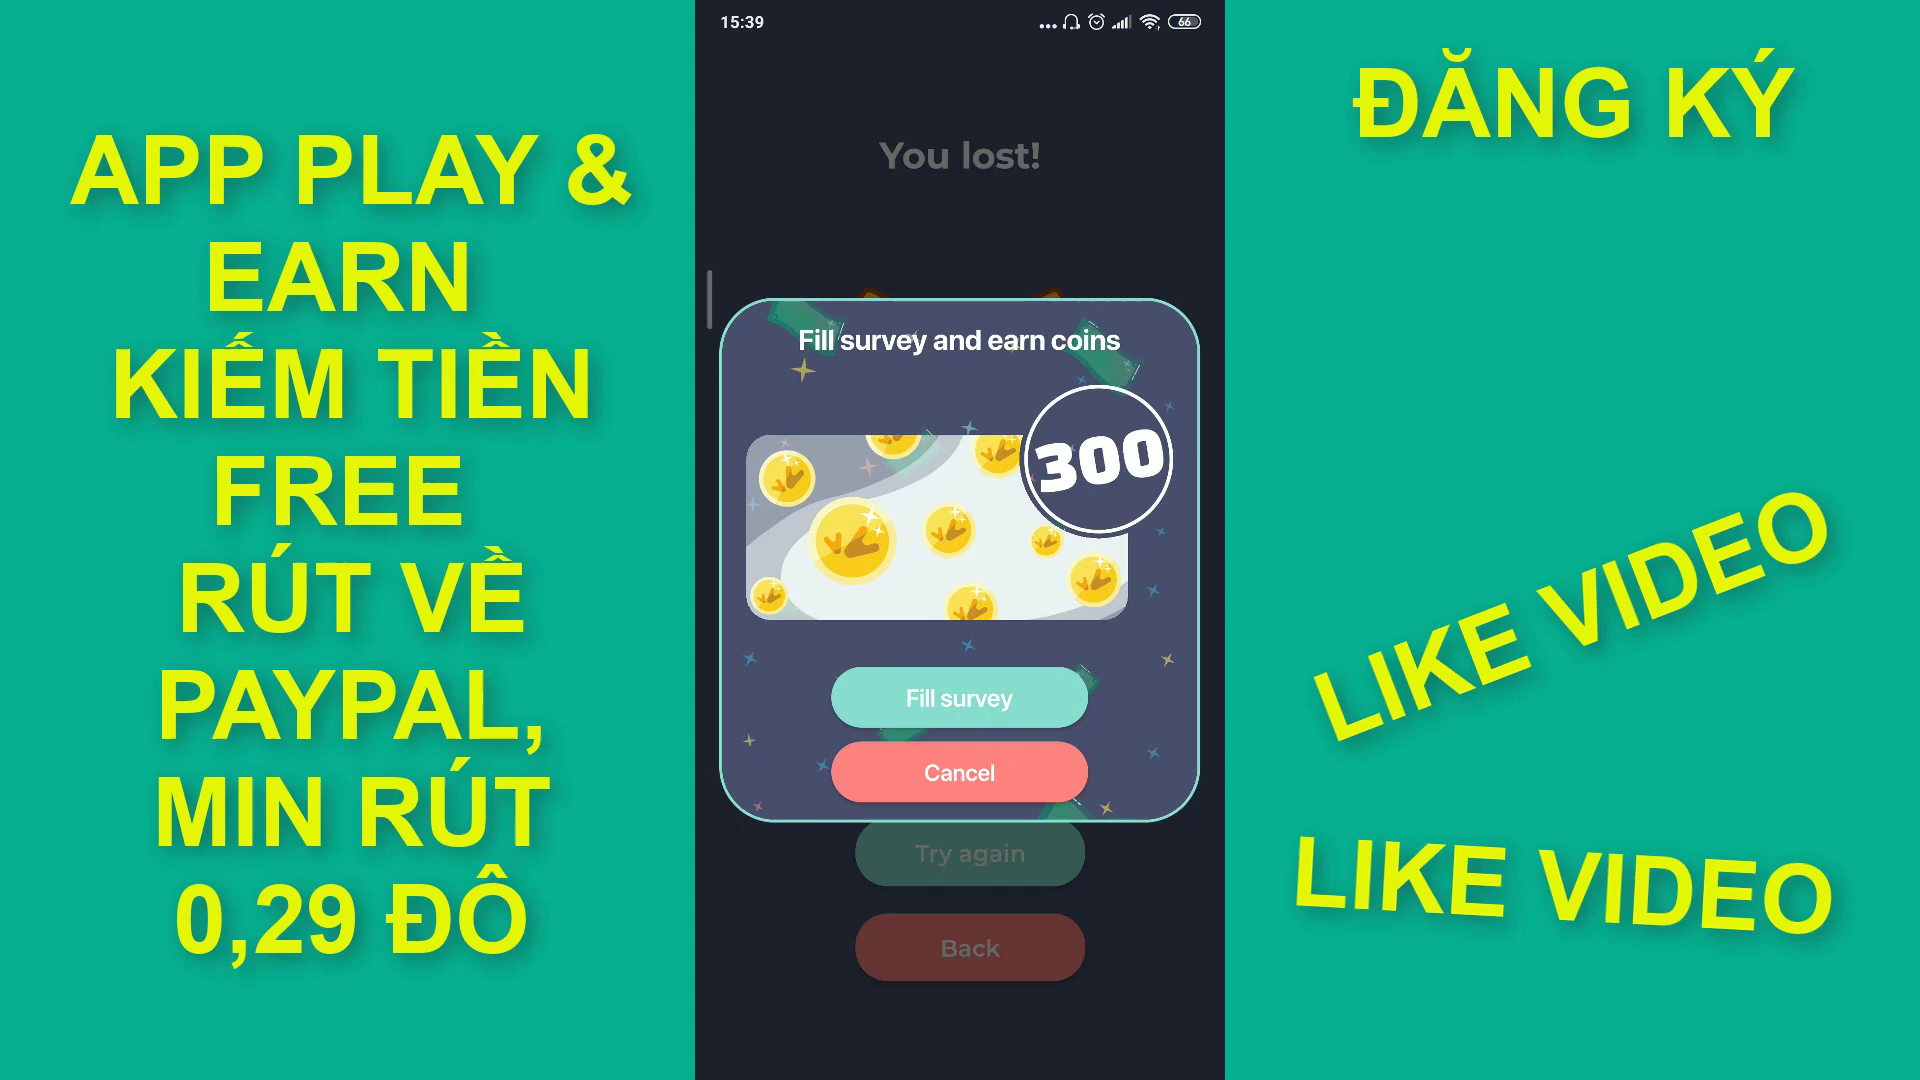 APP PLAY &
EARN
KIẾM TIỀN
FREE
RÚT VỀ
PAYPAL,
MIN RÚT
0,29 ĐÔ
15:39
66
You lost!
Fill survey and earn coins
300
Fill survey
Cancel
Try again
Back
ĐĂNG KÝ
LIKE VIDEO
LIKE VIDEO